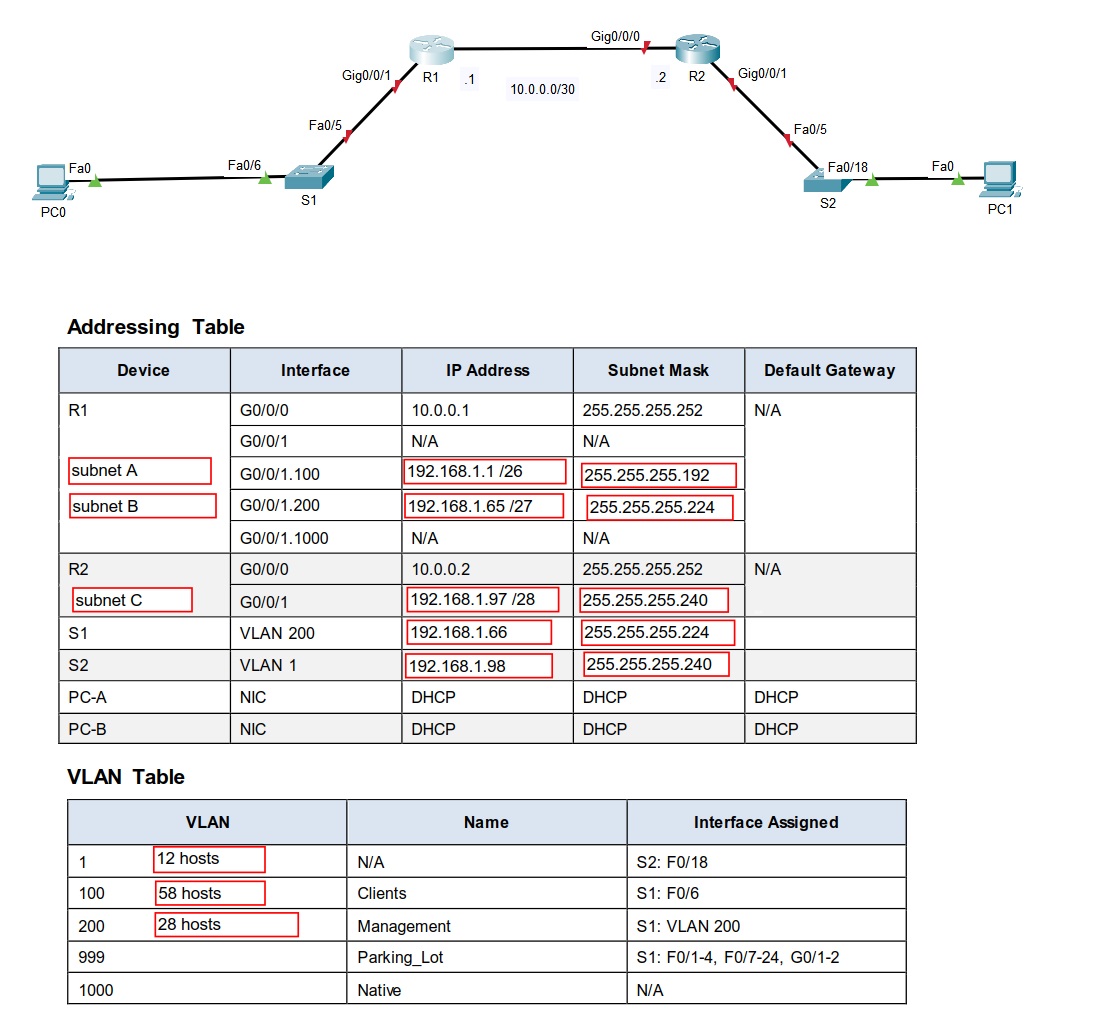 Gig0/0/0
Gig0/0/1 R1 .1 .2 R2 Gig0/0/1
10.0.0.0/30
Fa0/5 Fa0/5
Fa0 Fa0/6 Fa0/18 Fa0
PC0 S1 S2 PC1
Addressing Table
Device Interface IP Address Subnet Mask Default Gateway
R1 G0/0/0 10.0.0.1 255.255.255.252 N/A
G0/0/1 N/A N/A
subnet A G0/0/1.100 192.168.1.1 /26 255.255.255.192
subnet B G0/0/1.200 192.168.1.65 /27 255.255.255.224
G0/0/1.1000 N/A N/A
R2 G0/0/0 10.0.0.2 255.255.255.252 N/A
subnet C G0/0/1 192.168.1.97 /28 255.255.255.240
S1 VLAN 200 192.168.1.66 255.255.255.224
S2 VLAN 1 192.168.1.98 255.255.255.240
PC-A NIC DHCP DHCP DHCP
PC-B NIC DHCP DHCP DHCP
VLAN Table
VLAN Name Interface Assigned
1 12 hosts N/A S2: F0/18
100 58 hosts Clients S1: F0/6
200 28 hosts Management S1: VLAN 200
999 Parking_Lot S1: F0/1-4, F0/7-24, G0/1-2
1000 Native N/A